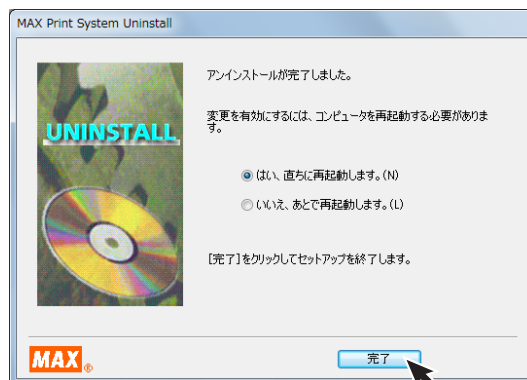 MAX Print System Uninstall
アンインストールが完了しました。
変更を有効にするには、コンピュータを再起動する必要がありま
す。
UNINSTALL
はい、直ちに再起動します。(N)
いいえ、あとで再起動します。(L)
[完了]をクリックしてセットアップを終了します。
MAX®
完了